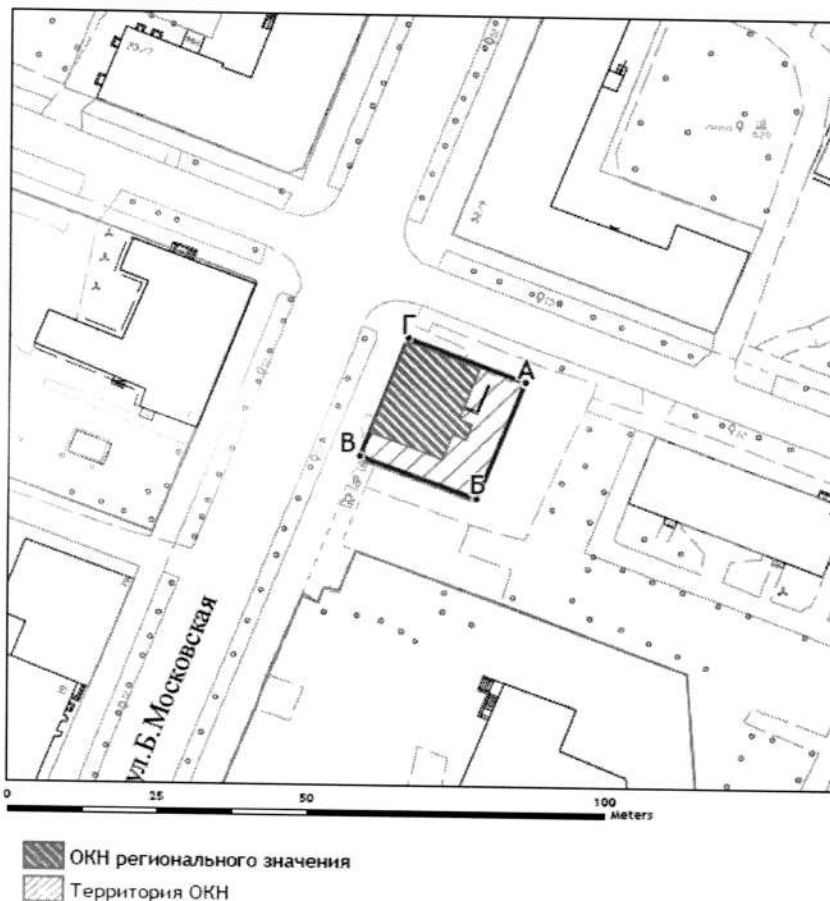 Г
А
В
Б
ул.Б.Московская
0 25 50 100
Meters
ОКН регионального значения
Территория ОКН